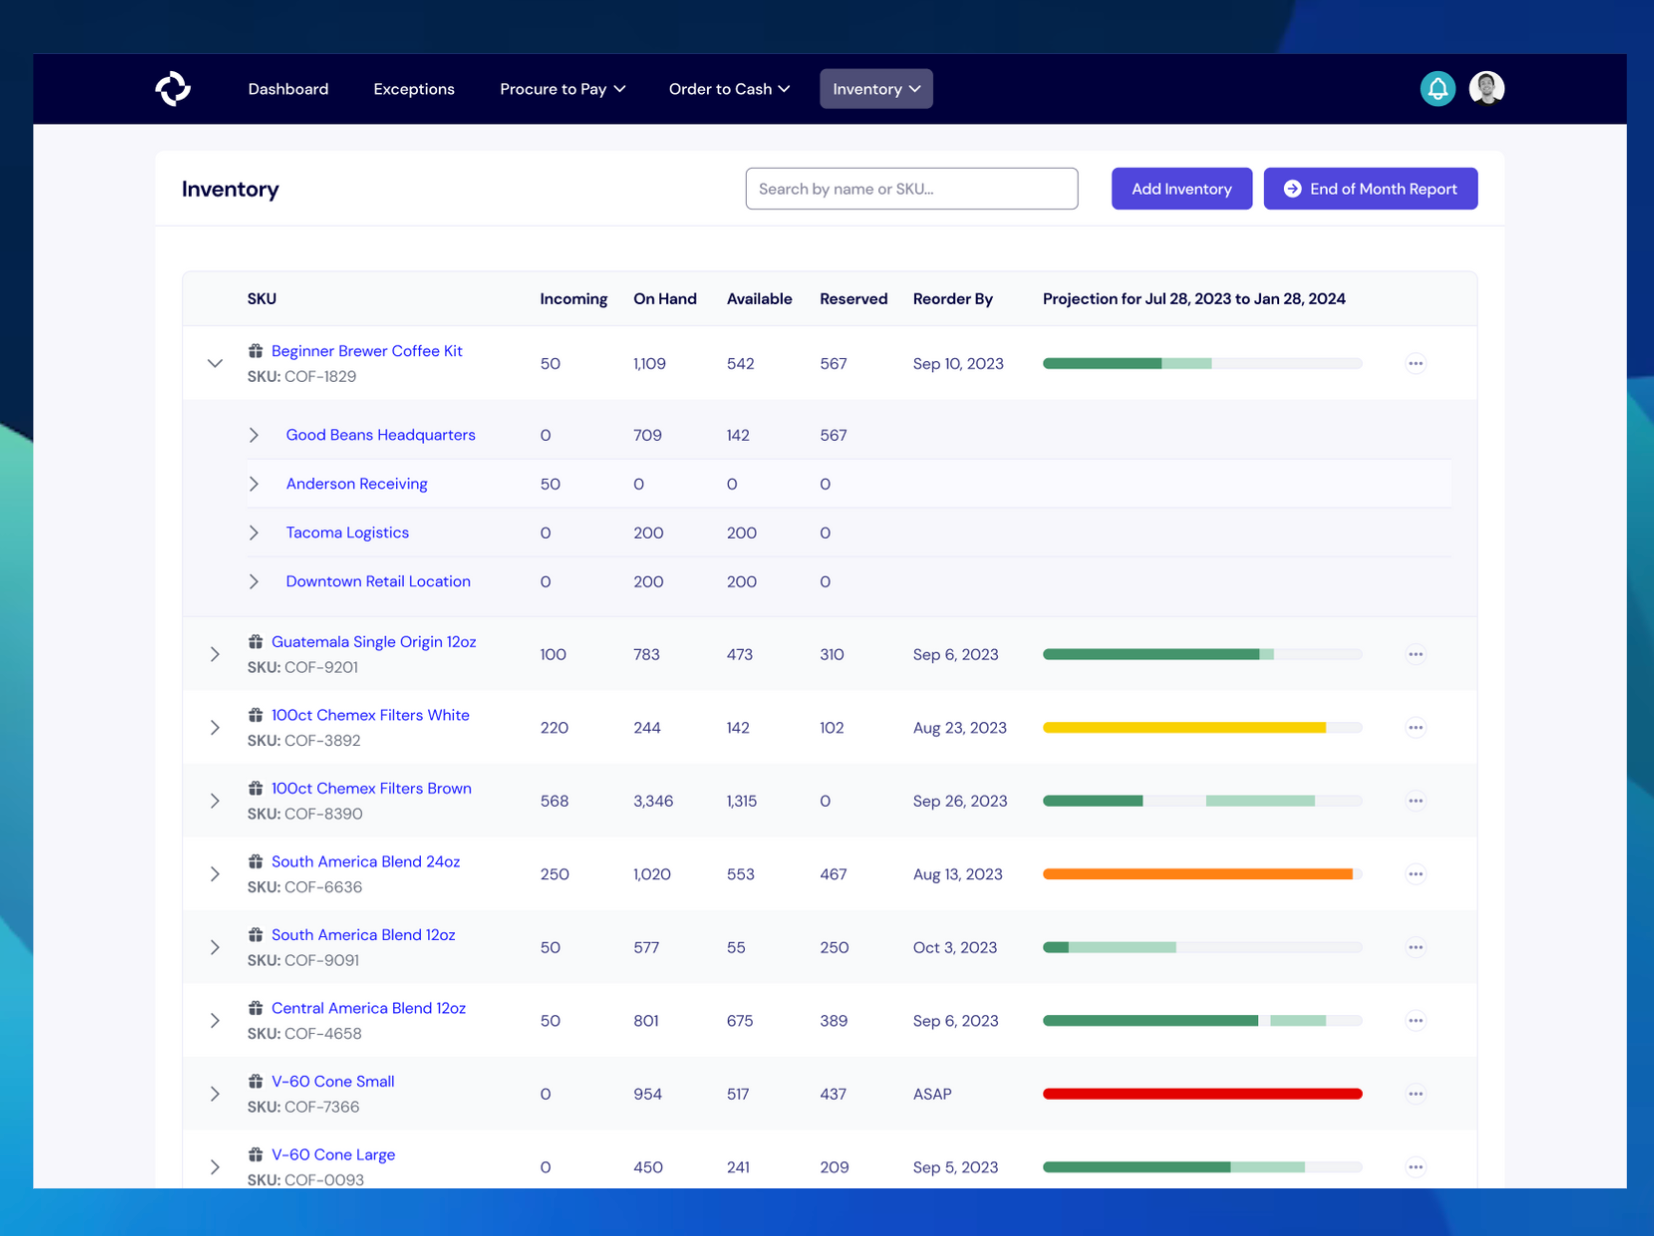 Dashboard Exceptions Procure to Pay Order to Cash Inventory
Inventory Search by name or SKU... Add Inventory End of Month Report
SKU Incoming On Hand Available Reserved Reorder By Projection for Jul 28, 2023 to Jan 28, 2024
Beginner Brewer Coffee Kit
SKU: COF-1829
50 1,109 542 567 Sep 10, 2023
Good Beans Headquarters 0 709 142 567
Anderson Receiving 50 0 0 0
Tacoma Logistics 0 200 200 0
Downtown Retail Location 0 200 200 0
Guatemala Single Origin 12oz
SKU: COF-9201
100 783 473 310 Sep 6, 2023
100ct Chemex Filters White
SKU: COF-3892
220 244 142 102 Aug 23, 2023
100ct Chemex Filters Brown
SKU: COF-8390
568 3,346 1,315 0 Sep 26, 2023
South America Blend 24oz
SKU: COF-6636
250 1,020 553 467 Aug 13, 2023
South America Blend 12oz
SKU: COF-9091
50 577 55 250 Oct 3, 2023
Central America Blend 12oz
SKU: COF-4658
50 801 675 389 Sep 6, 2023
V-60 Cone Small
SKU: COF-7366
0 954 517 437 ASAP
V-60 Cone Large
SKU: COF-0093
0 450 241 209 Sep 5, 2023